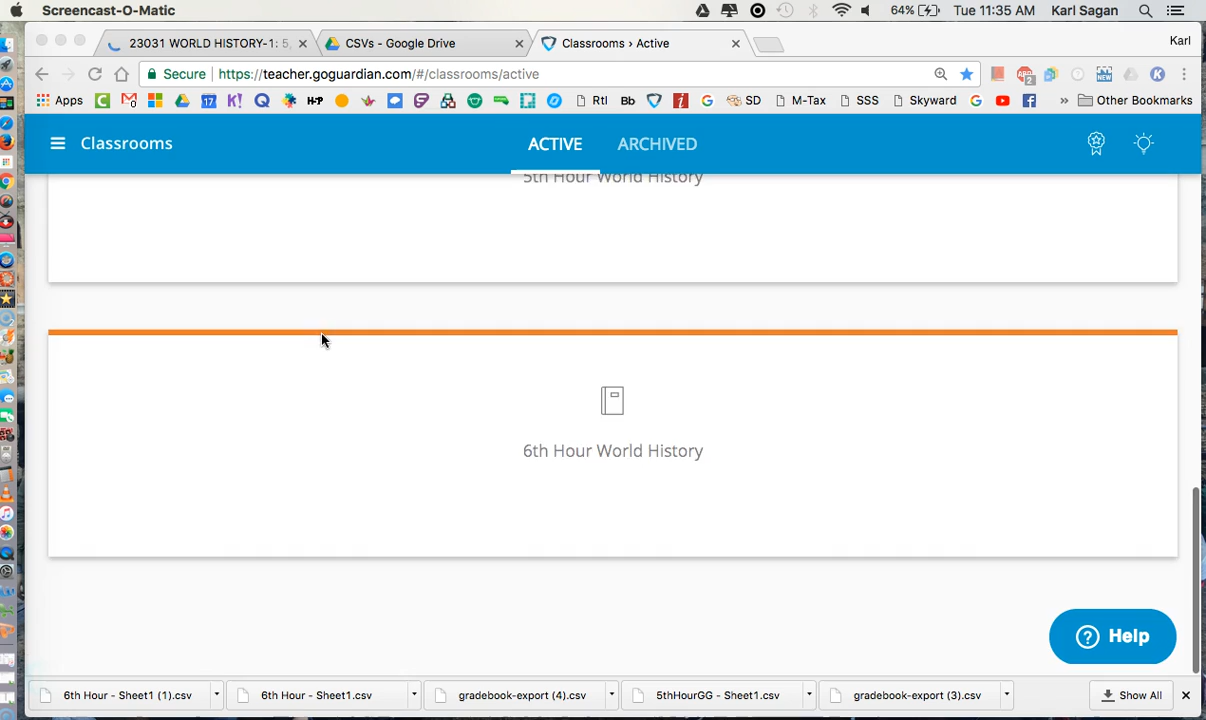 Screencast-O-Matic 64% Tue 11:35 AM Karl Sagan
23031 WORLD HISTORY-1: 5, CSVs - Google Drive Classrooms › Active Karl
Secure https://teacher.goguardian.com/#/classrooms/active
Apps RtI Bb SD M-Tax SSS Skyward » Other Bookmarks
Classrooms ACTIVE ARCHIVED
5th Hour World History
6th Hour World History
Help
6th Hour - Sheet1 (1).csv 6th Hour - Sheet1.csv gradebook-export (4).csv 5thHourGG - Sheet1.csv gradebook-export (3).csv Show All